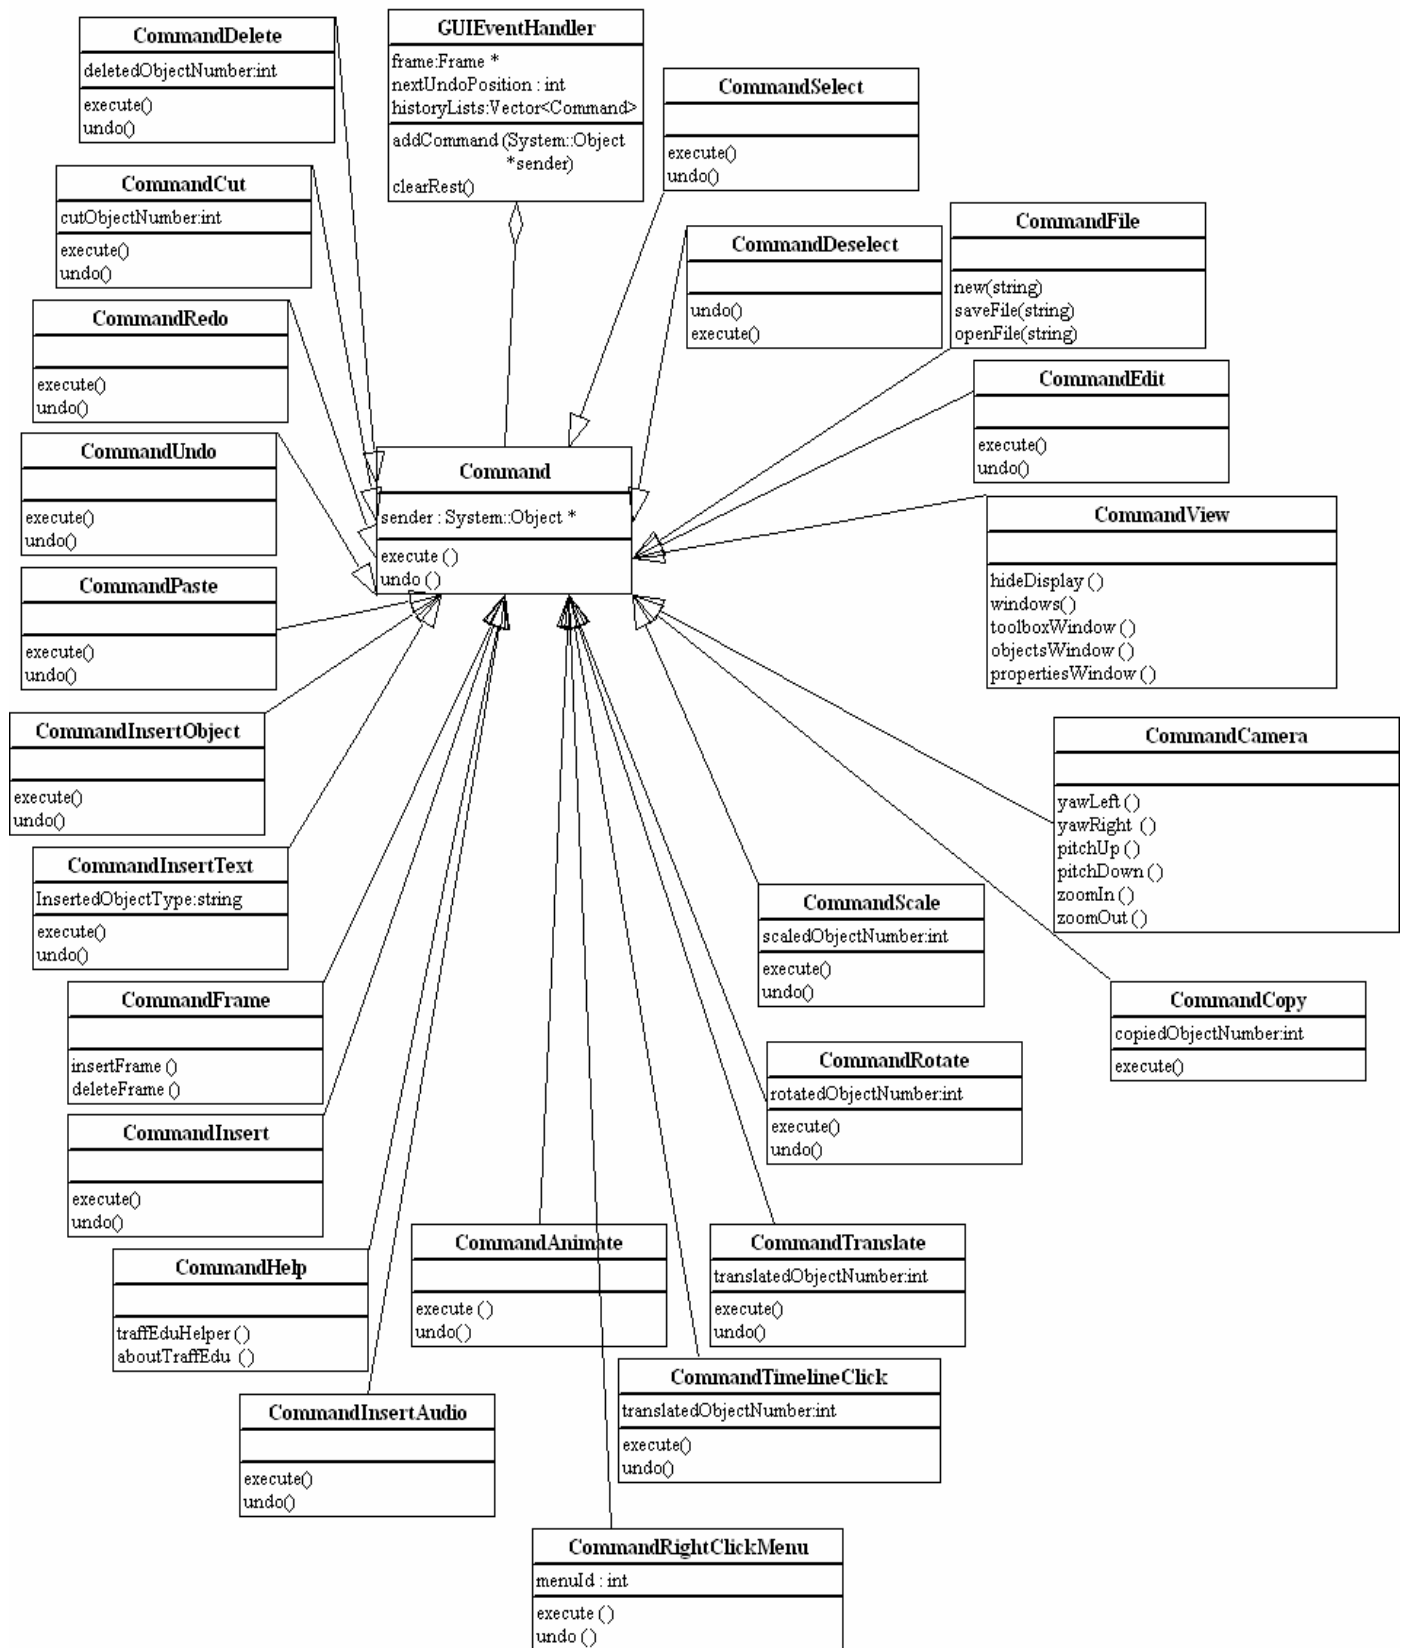 CommandDelete
deletedObjectNumber:int
execute()
undo()
GUIEventHandler
frame:Frame *
nextUndoPosition : int
historyLists:Vector<Command>
addCommand (System::Object
*sender)
clearRest()
CommandSelect
execute()
undo()
CommandCut
cutObjectNumber:int
execute()
undo()
CommandDeselect
undo()
execute()
CommandFile
new(string)
saveFile(string)
openFile(string)
CommandRedo
execute()
undo()
CommandEdit
execute()
undo()
CommandUndo
execute()
undo()
Command
sender : System::Object *
execute ()
undo ()
CommandView
hideDisplay ()
windows()
toolboxWindow ()
objectsWindow ()
propertiesWindow ()
CommandPaste
execute()
undo()
CommandInsertObject
execute()
undo()
CommandCamera
yawLeft ()
yawRight ()
pitchUp ()
pitchDown ()
zoomIn ()
zoomOut ()
CommandInsertText
InsertedObjectType:string
execute()
undo()
CommandScale
scaledObjectNumber:int
execute()
undo()
CommandFrame
insertFrame ()
deleteFrame ()
CommandCopy
copiedObjectNumber:int
execute()
CommandRotate
rotatedObjectNumber:int
execute()
undo()
CommandInsert
execute()
undo()
CommandHelp
traffEduHelper ()
aboutTraffEdu ()
CommandAnimate
execute ()
undo()
CommandTranslate
translatedObjectNumber:int
execute()
undo()
CommandTimelineClick
translatedObjectNumber:int
execute()
undo()
CommandInsertAudio
execute()
undo()
CommandRightClickMenu
menuId : int
execute ()
undo ()